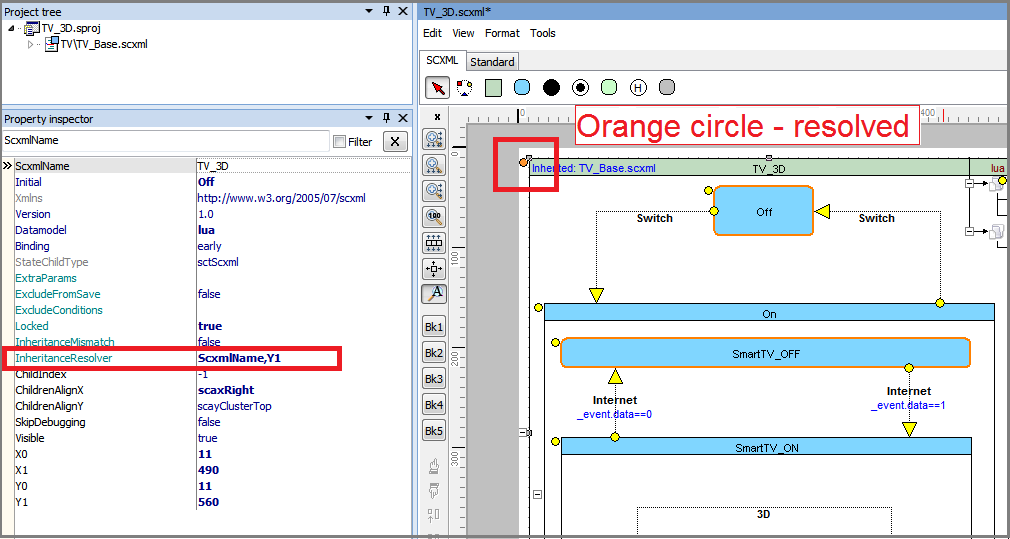 Project tree
TV_3D.sproj
TV\TV_Base.scxml
Property inspector
ScxmlName
Filter
X
ScxmlName TV_3D
Initial Off
Xmlns http://www.w3.org/2005/07/scxml
Version 1.0
Datamodel lua
Binding early
StateChildType sctScxml
ExtraParams
ExcludeFromSave false
ExcludeConditions
Locked true
InheritanceMismatch false
InheritanceResolver ScxmlName,Y1
ChildIndex -1
ChildrenAlignX scaxRight
ChildrenAlignY scayClusterTop
SkipDebugging false
Visible true
X0 11
X1 490
Y0 11
Y1 560
TV_3D.scxml*
Edit View Format Tools
SCXML Standard
H
x
100
Bk1
Bk2
Bk3
Bk4
Bk5
0
400
0
100
200
300
Orange circle - resolved
Inherited: TV_Base.scxml TV_3D lua
Off
Switch Switch
On
SmartTV_OFF
Internet
_event.data==0
Internet
_event.data==1
SmartTV_ON
3D